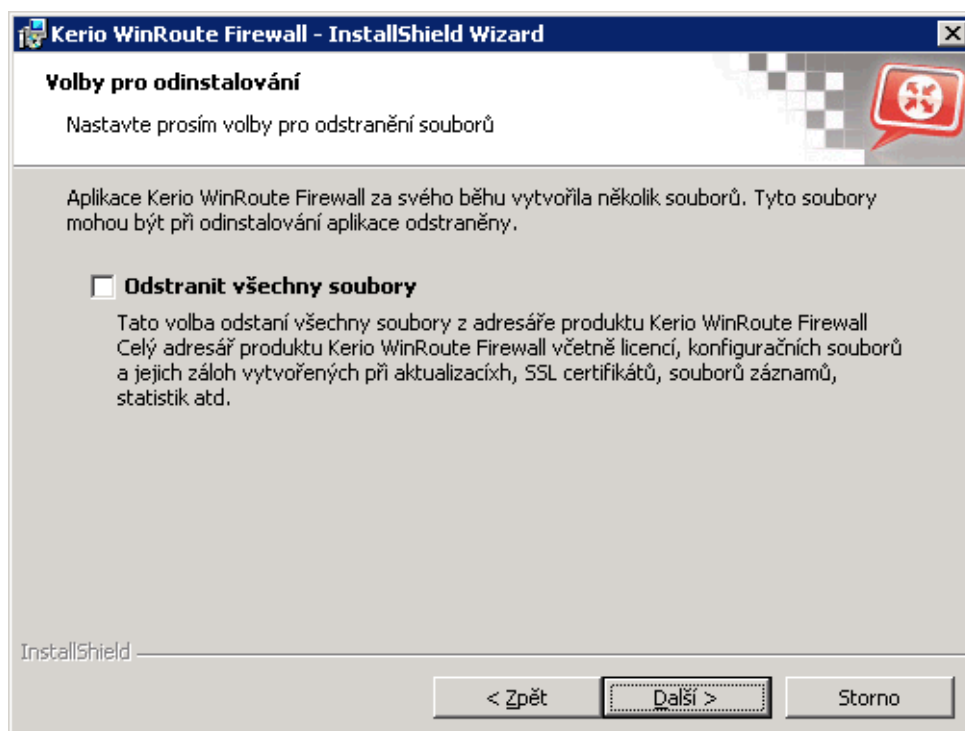 Kerio WinRoute Firewall - InstallShield Wizard
Volby pro odinstalování
Nastavte prosím volby pro odstranění souborů
Aplikace Kerio WinRoute Firewall za svého běhu vytvořila několik souborů. Tyto soubory
mohou být při odinstalování aplikace odstraněny.
Odstranit všechny soubory
Tato volba odstaní všechny soubory z adresáře produktu Kerio WinRoute Firewall
Celý adresář produktu Kerio WinRoute Firewall včetně licencí, konfiguračních souborů
a jejich záloh vytvořených při aktualizacíxh, SSL certifikátů, souborů záznamů,
statistik atd.
InstallShield
< Zpět
Další >
Storno